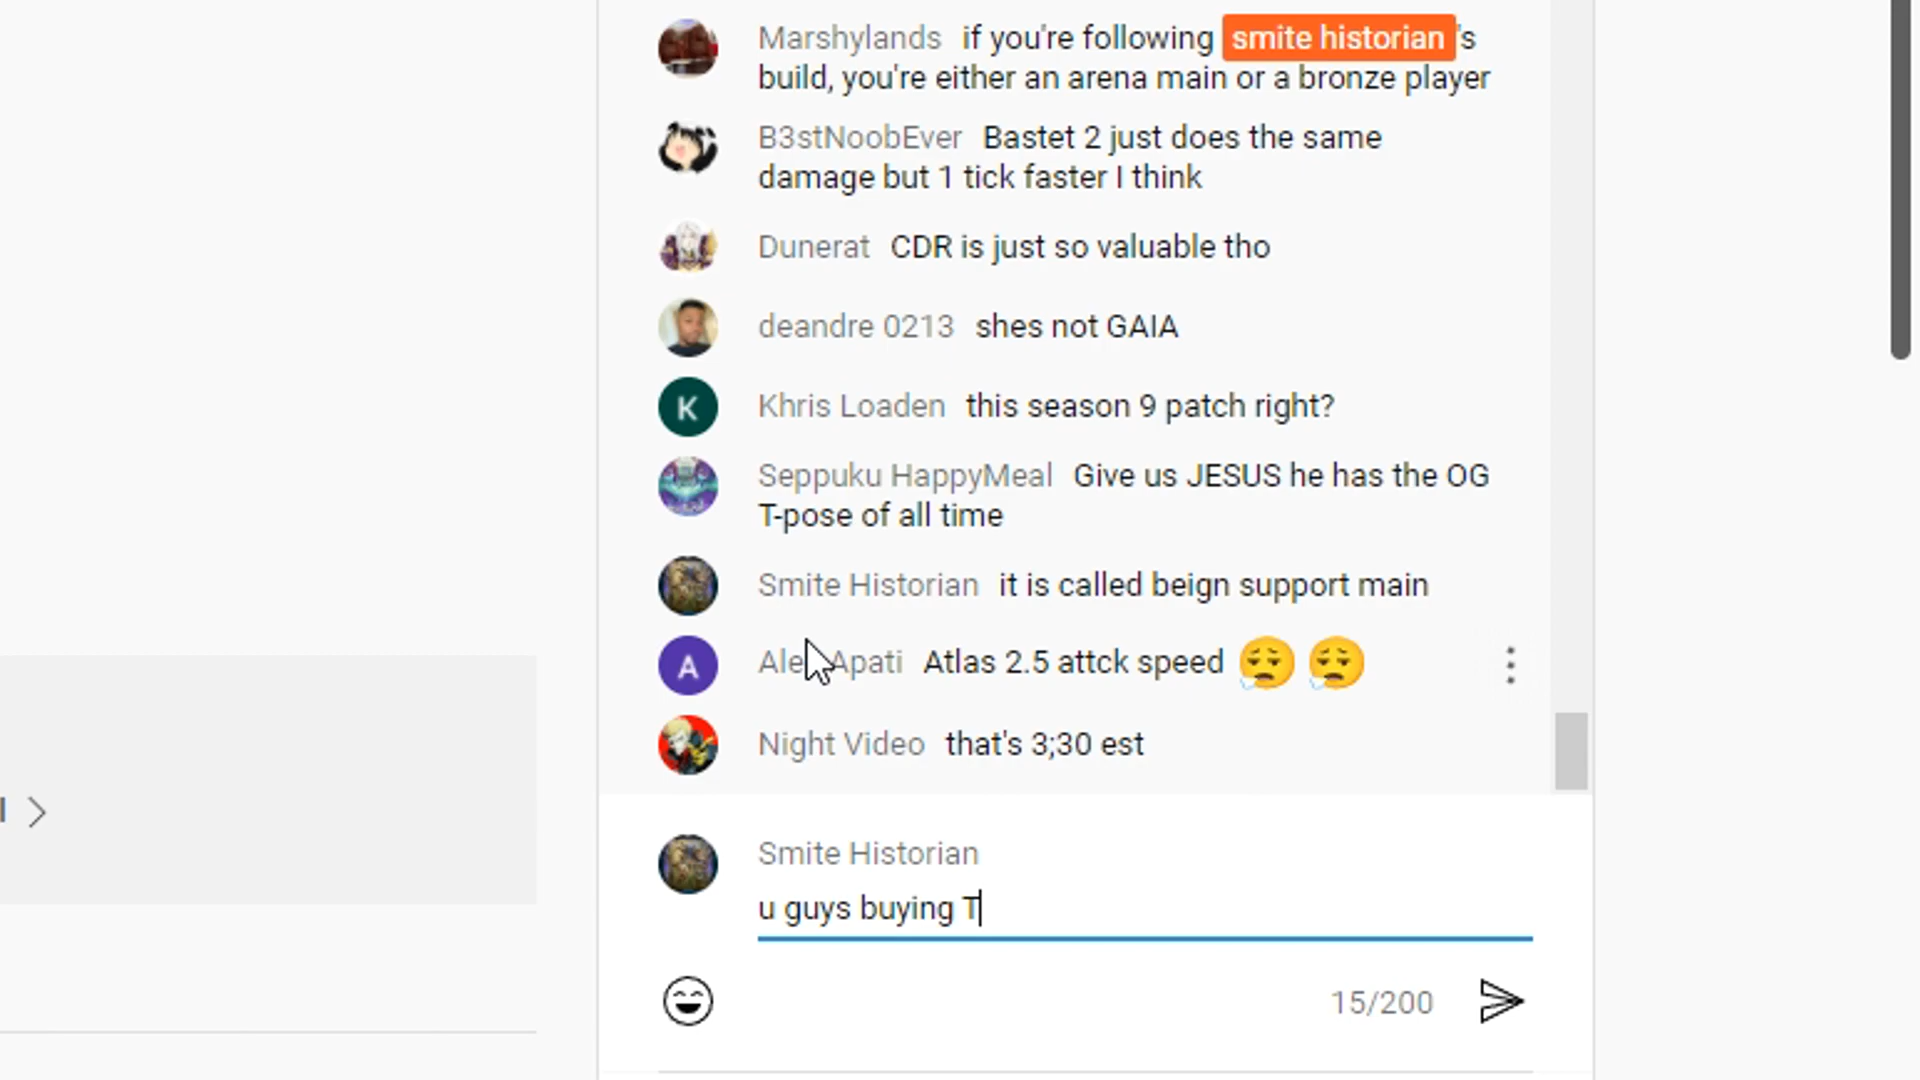 Marshylands if you're following smite historian's
build, you're either an arena main or a bronze player
B3stNoobEver Bastet 2 just does the same
damage but 1 tick faster I think
Dunerat CDR is just so valuable tho
deandre 0213 shes not GAIA
K Khris Loaden this season 9 patch right?
Seppuku HappyMeal Give us JESUS he has the OG
T-pose of all time
Smite Historian it is called beign support main
A Apati Atlas 2.5 attck speed 😮‍💨 😮‍💨
Night Video that's 3;30 est
Smite Historian
u guys buying T
15/200